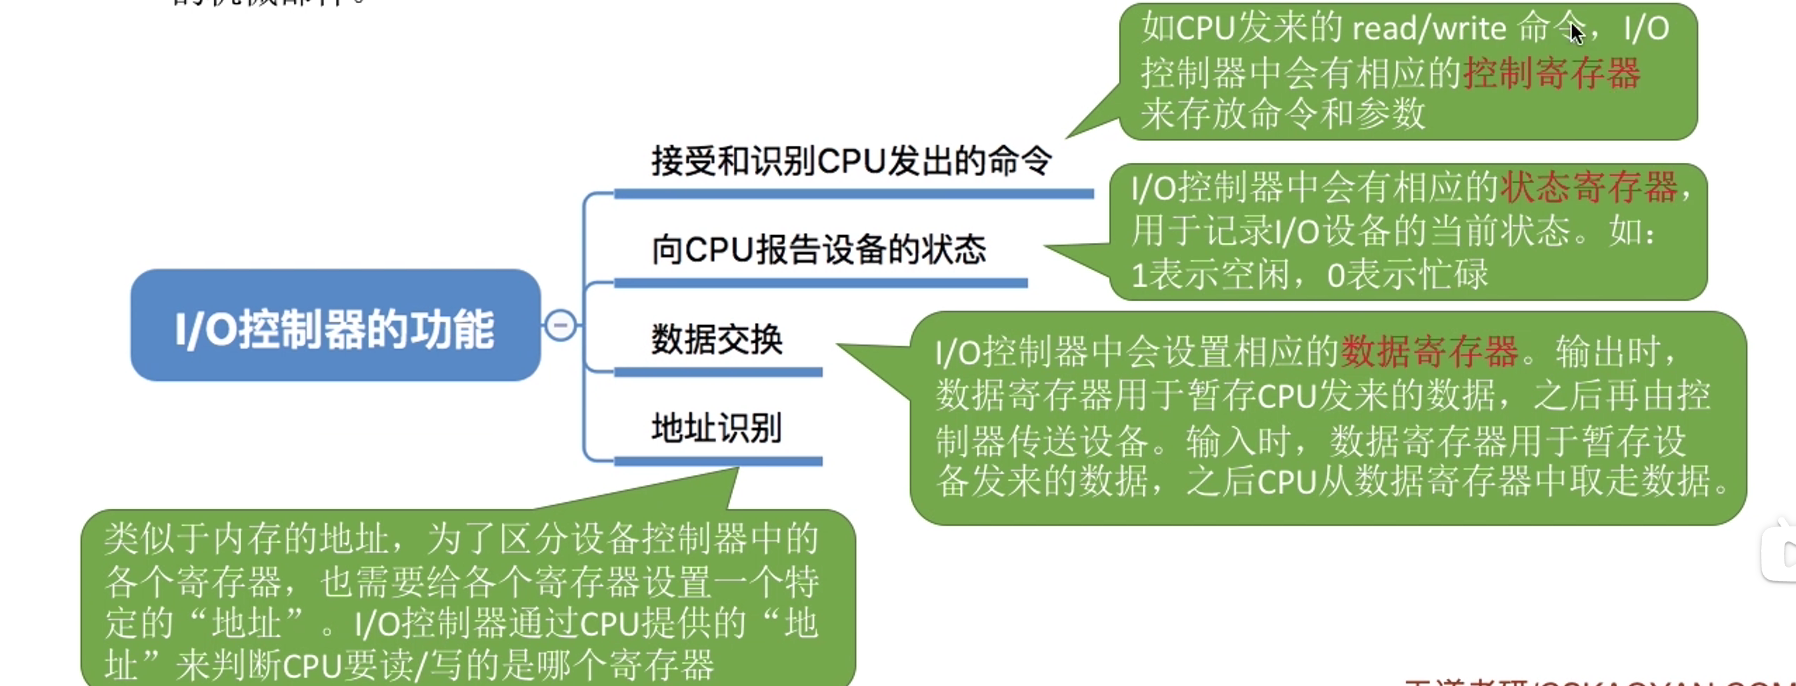 的机械部件。
如CPU发来的 read/write 命令，I/O
控制器中会有相应的控制寄存器
来存放命令和参数
接受和识别CPU发出的命令
I/O控制器中会有相应的状态寄存器，
用于记录I/O设备的当前状态。如：
1表示空闲，0表示忙碌
向CPU报告设备的状态
I/O控制器的功能
数据交换
I/O控制器中会设置相应的数据寄存器。输出时，
数据寄存器用于暂存CPU发来的数据，之后再由控
制器传送设备。输入时，数据寄存器用于暂存设
备发来的数据，之后CPU从数据寄存器中取走数据。
地址识别
类似于内存的地址，为了区分设备控制器中的
各个寄存器，也需要给各个寄存器设置一个特
定的“地址”。I/O控制器通过CPU提供的“地
址”来判断CPU要读/写的是哪个寄存器